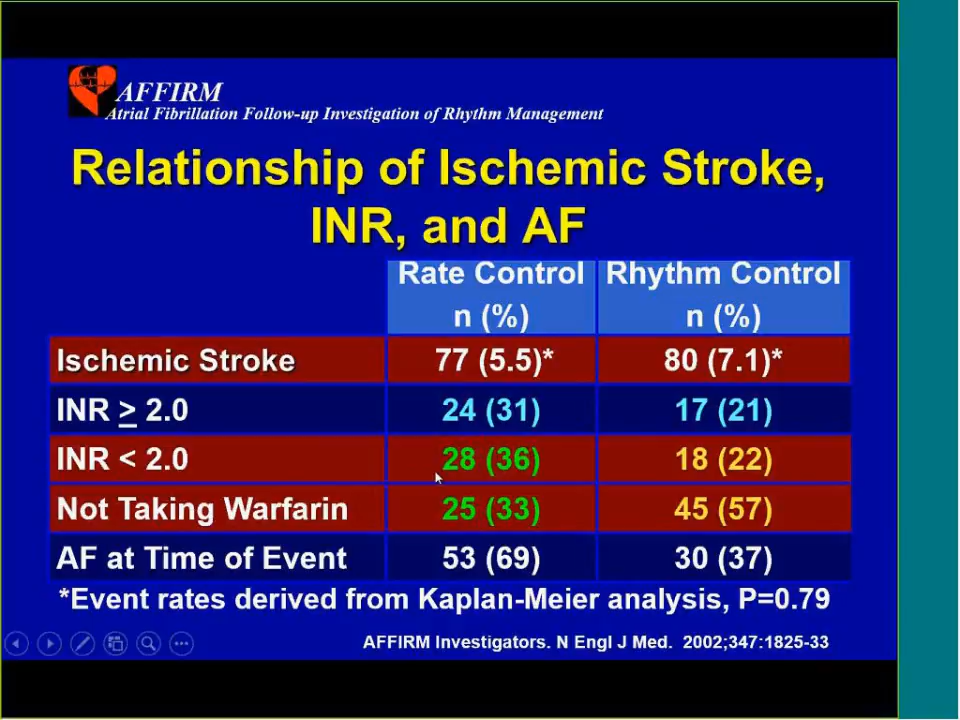 AFFIRM
Atrial Fibrillation Follow-up Investigation of Rhythm Management
Relationship of Ischemic Stroke,
INR, and AF
Rate Control Rhythm Control
n (%) n (%)
Ischemic Stroke 77 (5.5)* 80 (7.1)*
INR ≥ 2.0 24 (31) 17 (21)
INR < 2.0 28 (36) 18 (22)
Not Taking Warfarin 25 (33) 45 (57)
AF at Time of Event 53 (69) 30 (37)
*Event rates derived from Kaplan-Meier analysis, P=0.79
AFFIRM Investigators. N Engl J Med. 2002;347:1825-33